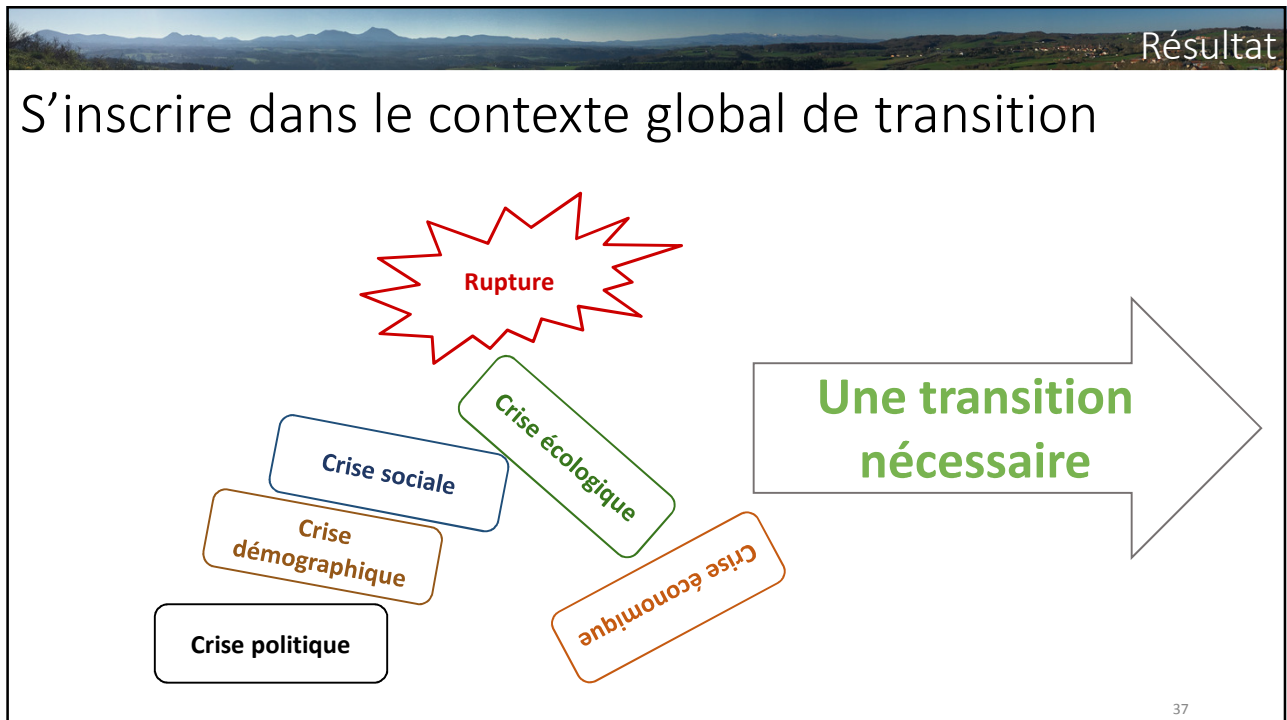 Résultat
S’inscrire dans le contexte global de transition
Rupture
Crise écologique
Crise sociale
Crise
démographique
Crise politique
Crise économique
Une transition
nécessaire
37